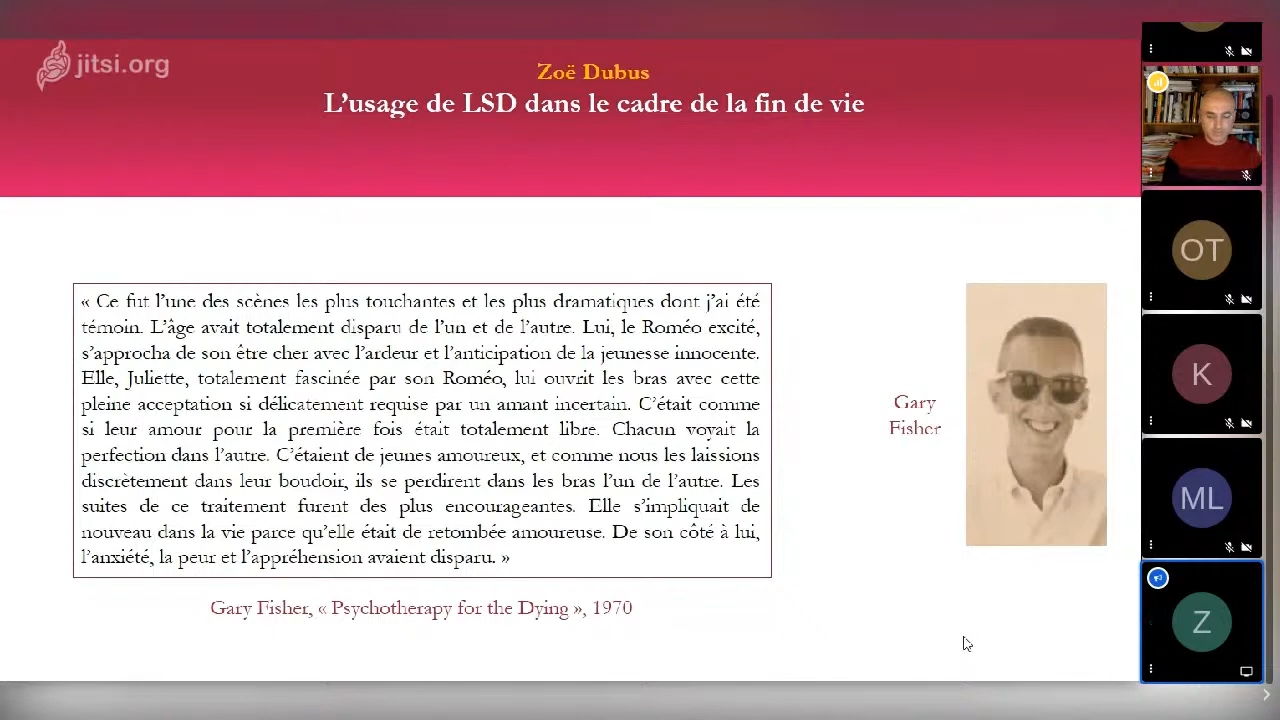 jitsi.org
Zoë Dubus
L'usage de LSD dans le cadre de la fin de vie
« Ce fut l'une des scènes les plus touchantes et les plus dramatiques dont j'ai été
témoin. L'âge avait totalement disparu de l'un et de l'autre. Lui, le Roméo excité,
s'approcha de son être cher avec l'ardeur et l'anticipation de la jeunesse innocente.
Elle, Juliette, totalement fascinée par son Roméo, lui ouvrit les bras avec cette
pleine acceptation si délicatement requise par un amant incertain. C'était comme
si leur amour pour la première fois était totalement libre. Chacun voyait la
perfection dans l'autre. C'étaient de jeunes amoureux, et comme nous les laissions
discrètement dans leur boudoir, ils se perdirent dans les bras l'un de l'autre. Les
suites de ce traitement furent des plus encourageantes. Elle s'impliquait de
nouveau dans la vie parce qu'elle était de retombée amoureuse. De son côté à lui,
l'anxiété, la peur et l'appréhension avaient disparu. »
Gary Fisher, « Psychotherapy for the Dying », 1970
Gary
Fisher
OT
K
ML
Z